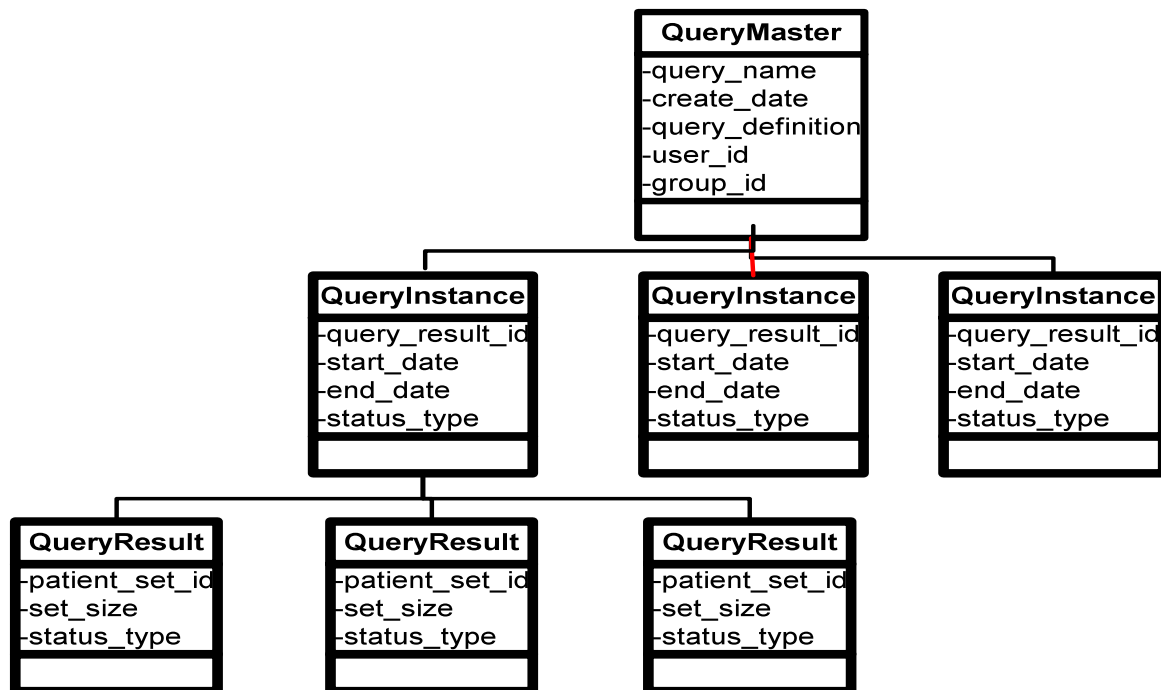 QueryMaster
-query_name
-create_date
-query_definition
-user_id
-group_id
QueryInstance
-query_result_id
-start_date
-end_date
-status_type
QueryInstance
-query_result_id
-start_date
-end_date
-status_type
QueryInstance
-query_result_id
-start_date
-end_date
-status_type
QueryResult
-patient_set_id
-set_size
-status_type
QueryResult
-patient_set_id
-set_size
-status_type
QueryResult
-patient_set_id
-set_size
-status_type